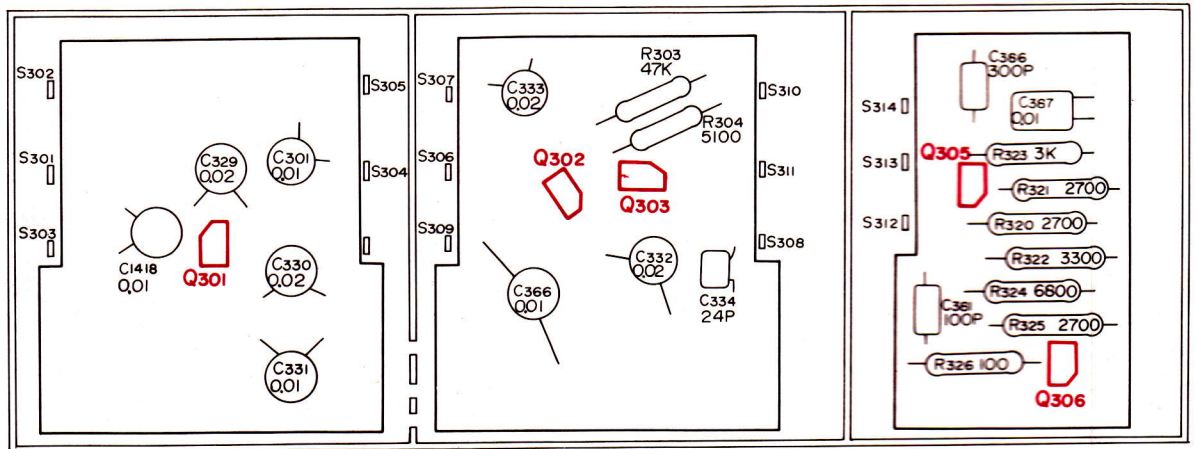 S302
S305
S301
C329
0.02
C301
0.01
S304
S303
C1418
0.01
Q301
C330
0.02
C331
0.01
S307
C333
0.02
R303
47K
S310
R304
5100
S306
Q302
Q303
S311
S309
C332
0.02
S308
C366
0.01
C334
24P
C366
300P
S314
C367
0.01
Q305
S313
R323 3K
R321 2700
S312
R320 2700
R322 3300
R324 6800
C361
100P
R325 2700
R326 100
Q306